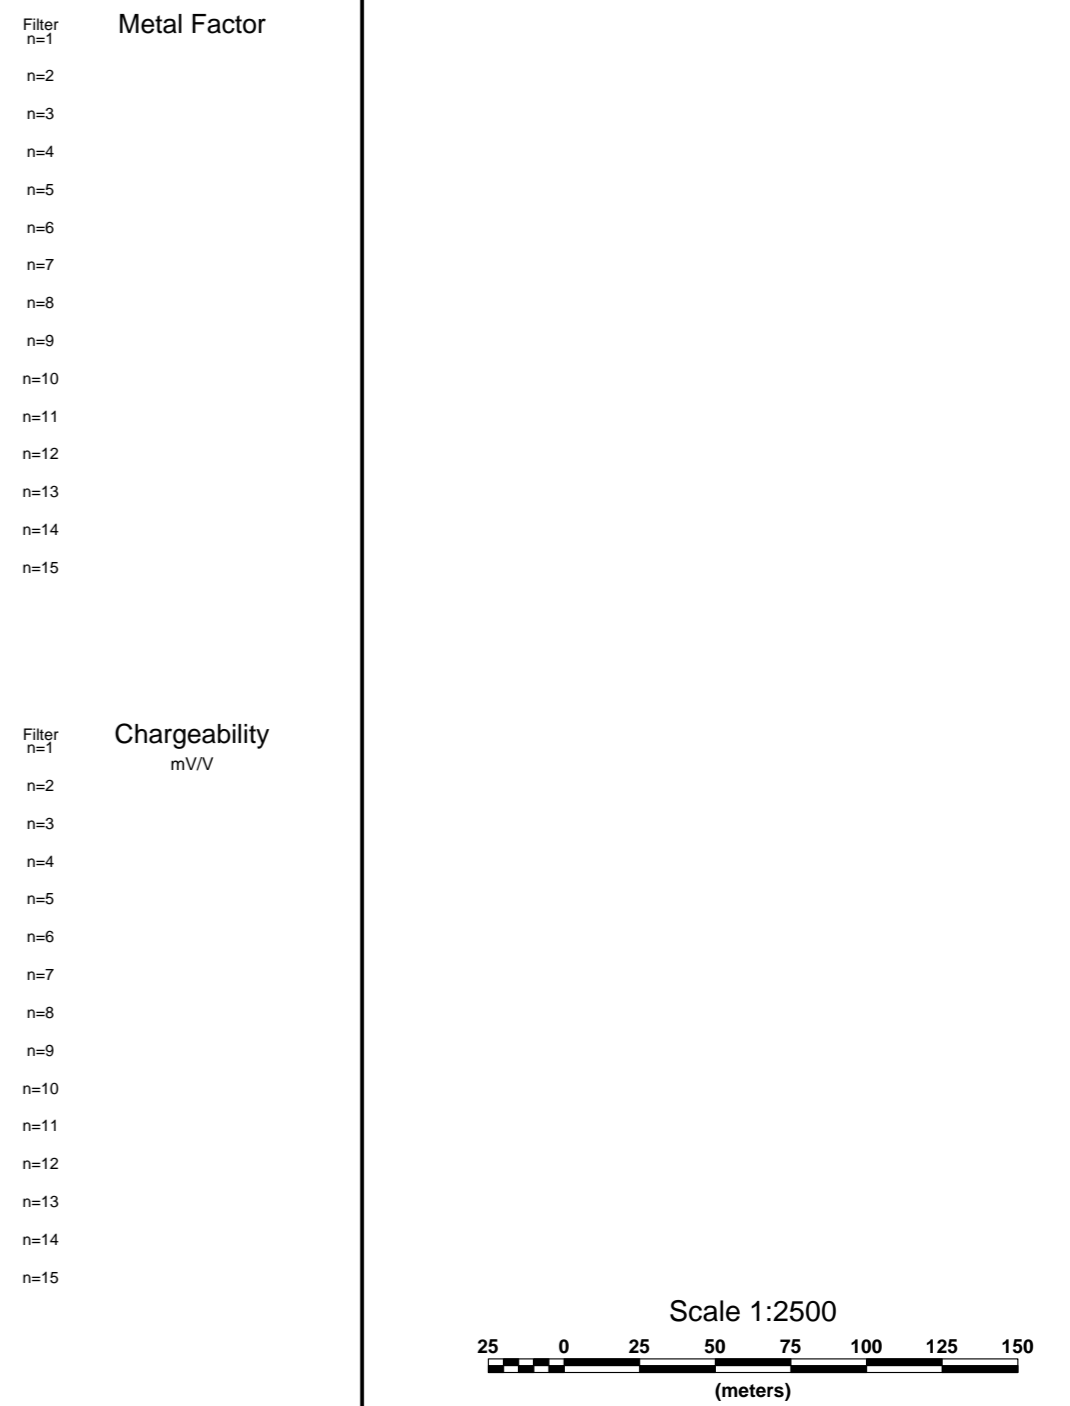 Filter
Metal Factor
n=1
n=2
n=3
n=4
n=5
n=6
n=7
n=8
n=9
n=10
n=11
n=12
n=13
n=14
n=15
Filter
Chargeability
n=1
mV/V
n=2
n=3
n=4
n=5
n=6
n=7
n=8
n=9
n=10
n=11
n=12
n=13
n=14
n=15
Scale 1:2500
25 0 25 50 75 100 125 150
(meters)